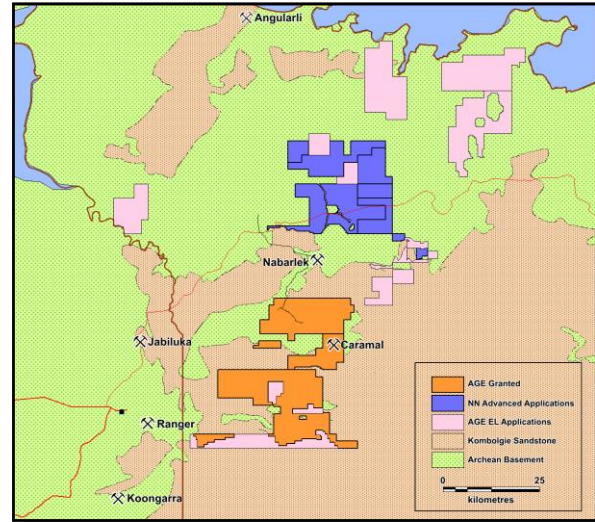 Angularli
Nabarlek
Jabiluka
Caramal
Ranger
Koongarra
AGE Granted
NN Advanced Applications
AGE EL Applications
Kombolgie Sandstone
Archean Basement
0 25
kilometres